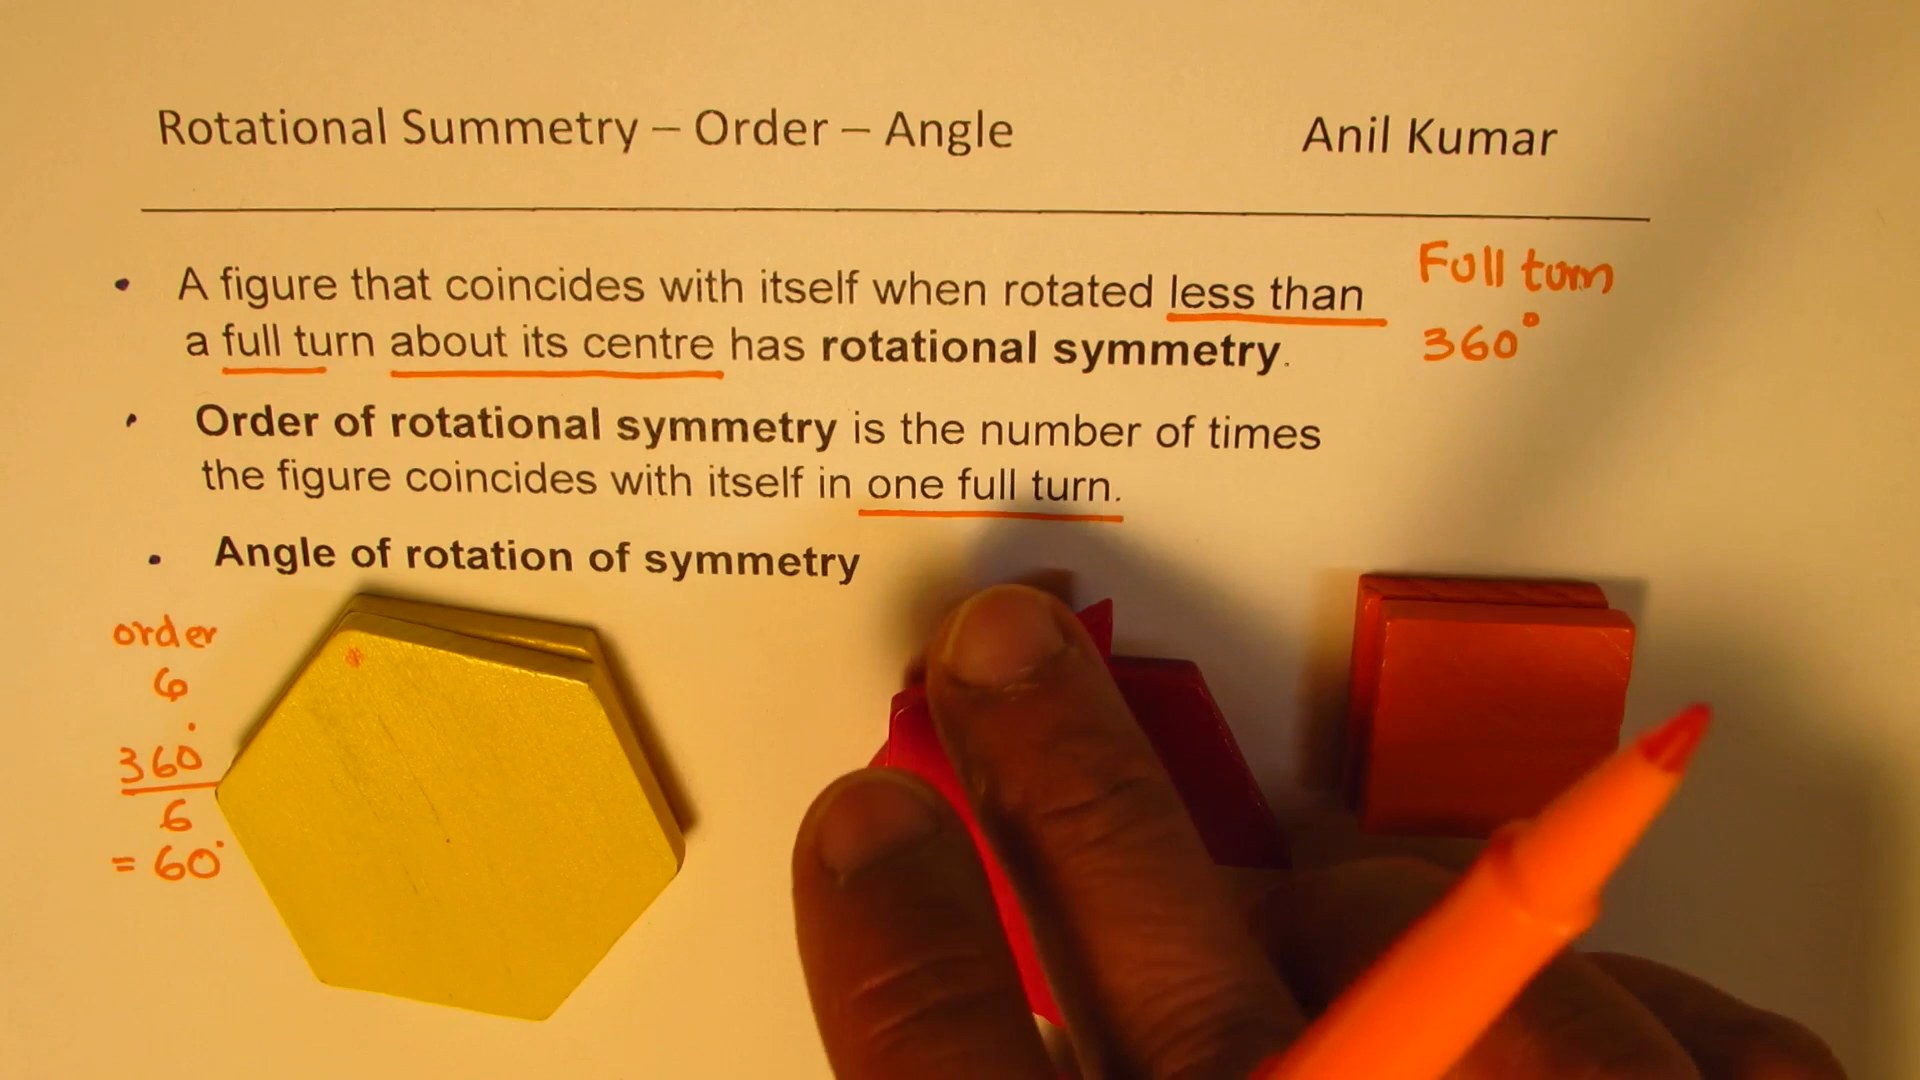 Rotational Summetry – Order – Angle Anil Kumar
• A figure that coincides with itself when rotated less than
a full turn about its centre has rotational symmetry.
Full turn
360°
• Order of rotational symmetry is the number of times
the figure coincides with itself in one full turn.
• Angle of rotation of symmetry
order
6
360°
6
= 60°